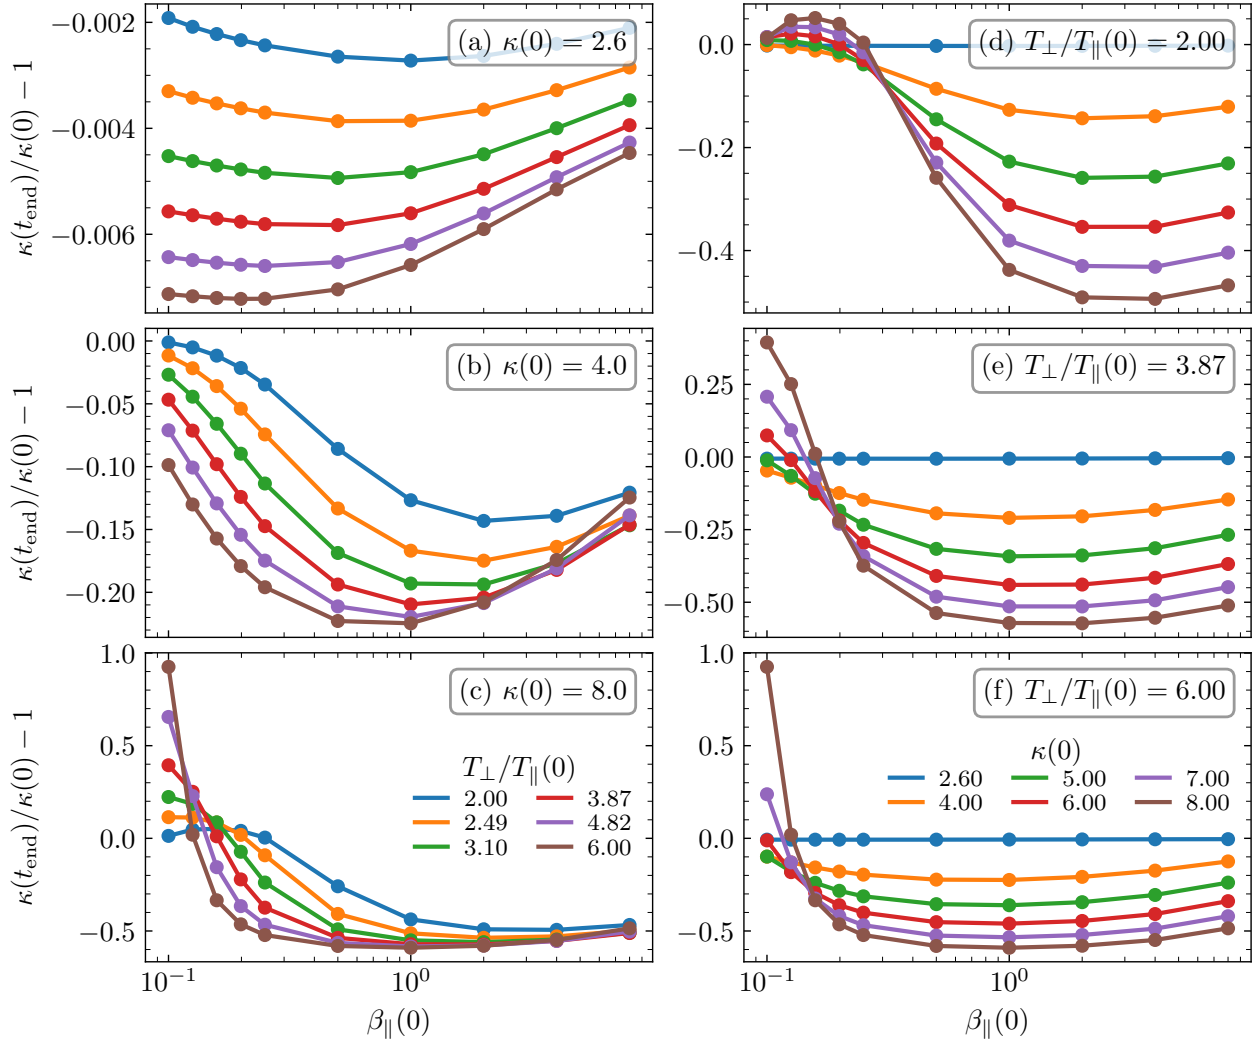 (a) κ(0) = 2.6
−0.002
−0.004
−0.006
κ(t_end)/κ(0) − 1
(d) T⊥/T∥(0) = 2.00
0.0
−0.2
−0.4
(b) κ(0) = 4.0
0.00
−0.05
−0.10
−0.15
−0.20
κ(t_end)/κ(0) − 1
(e) T⊥/T∥(0) = 3.87
0.25
0.00
−0.25
−0.50
(c) κ(0) = 8.0
1.0
0.5
0.0
−0.5
κ(t_end)/κ(0) − 1
T⊥/T∥(0)
2.00 3.87
2.49 4.82
3.10 6.00
10⁻¹ 10⁰
β∥(0)
(f) T⊥/T∥(0) = 6.00
1.0
0.5
0.0
−0.5
κ(0)
2.60 5.00 7.00
4.00 6.00 8.00
10⁻¹ 10⁰
β∥(0)